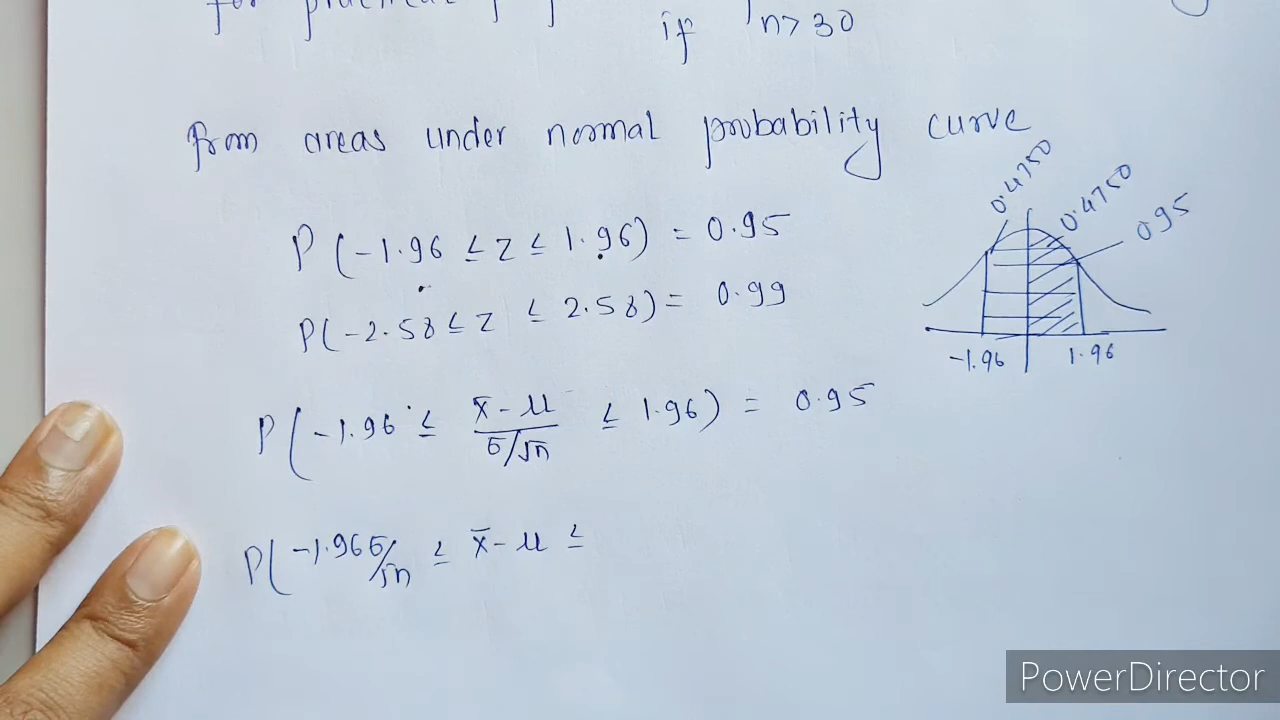 for
if n > 30
from areas under normal probability curve
P(-1.96 ≤ z ≤ 1.96) = 0.95
P(-2.58 ≤ z ≤ 2.58) = 0.99
0.4750
0.4750
0.95
-1.96 1.96
P(-1.96 ≤ x̄ - μ / σ/√n ≤ 1.96) = 0.95
P(-1.96 σ/√n ≤ x̄ - μ ≤
PowerDirector